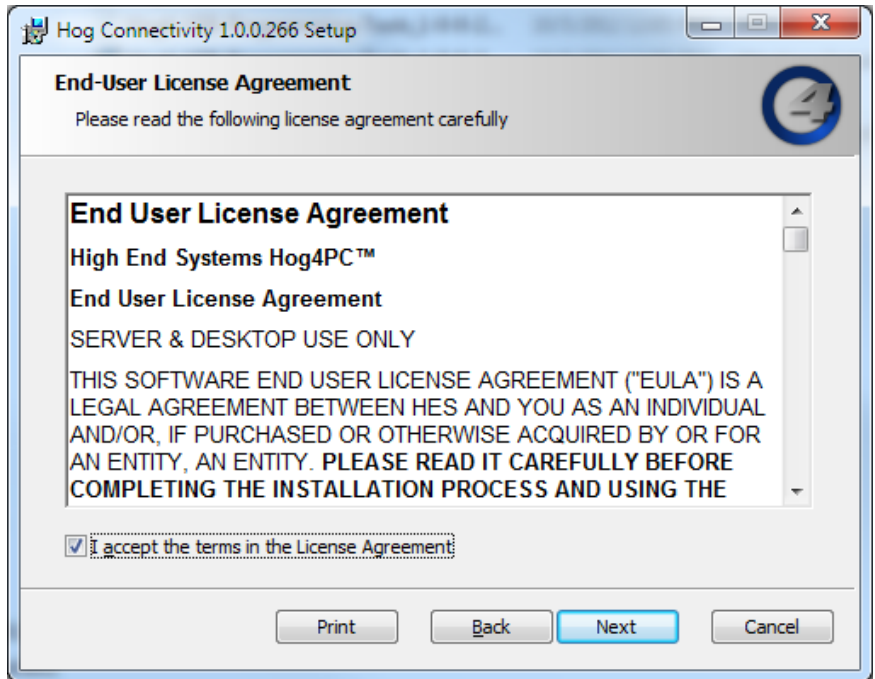 Hog Connectivity 1.0.0.266 Setup
End-User License Agreement
Please read the following license agreement carefully
4
End User License Agreement
High End Systems Hog4PC™
End User License Agreement
SERVER & DESKTOP USE ONLY
THIS SOFTWARE END USER LICENSE AGREEMENT ("EULA") IS A
LEGAL AGREEMENT BETWEEN HES AND YOU AS AN INDIVIDUAL
AND/OR, IF PURCHASED OR OTHERWISE ACQUIRED BY OR FOR
AN ENTITY, AN ENTITY. PLEASE READ IT CAREFULLY BEFORE
COMPLETING THE INSTALLATION PROCESS AND USING THE
I accept the terms in the License Agreement
Print Back Next Cancel